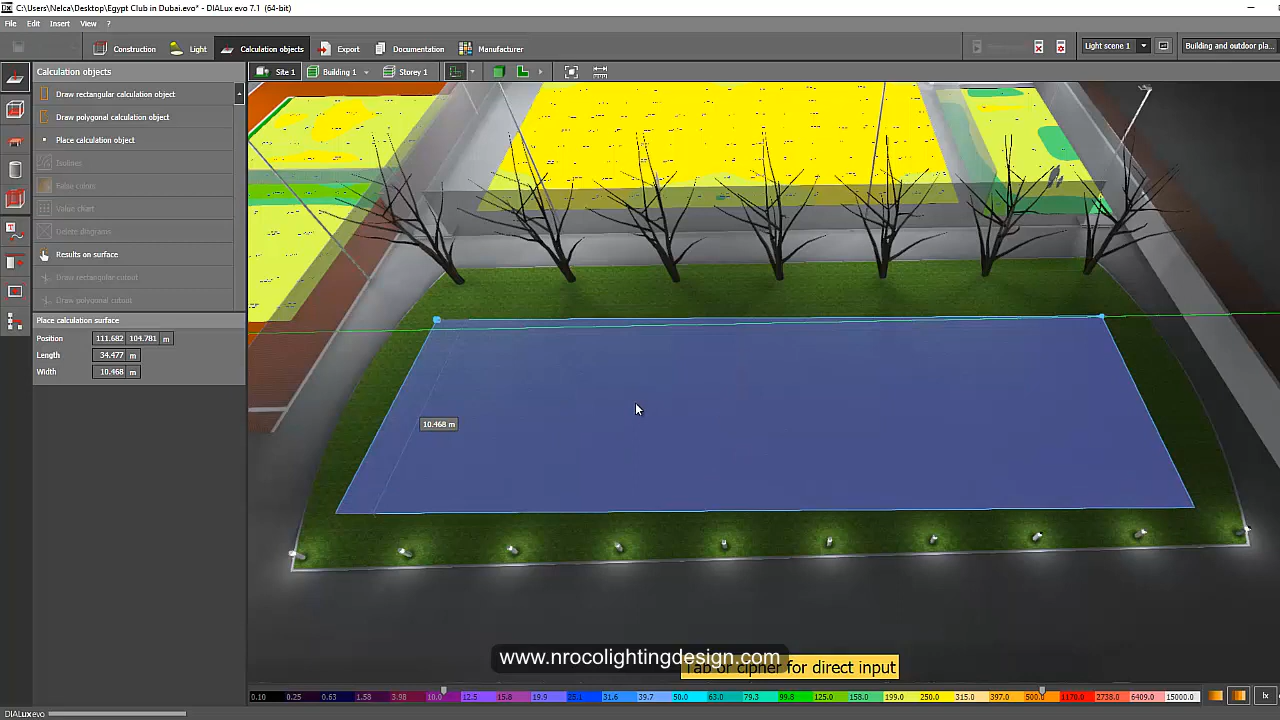 C:\Users\Nelca\Desktop\Egypt Club in Dubai.evo* - DIALux evo 7.1 (64-bit)
File Edit Insert View ?
Construction Light Calculation objects Export Documentation Manufacturer Light scene 1 Building and outdoor pla...
Calculation objects
Site 1 Building 1 Storey 1
Draw rectangular calculation object
Draw polygonal calculation object
Place calculation object
Isolines
False colors
Value chart
Delete diagrams
Results on surface
Draw rectangular cutout
Draw polygonal cutout
Place calculation surface
Position 111.682 104.781 m
Length 34.477 m
Width 10.468 m
10.468 m
www.nrocolightingdesign.com
Tab or cipher for direct input
0.10 0.25 0.63 1.58 3.98 10.0 12.5 15.8 19.9 25.1 31.6 39.7 50.0 63.0 79.3 99.8 125.0 158.0 199.0 250.0 315.0 397.0 500.0 1170.0 2738.0 6409.0 15000.0 lx
DIALux evo